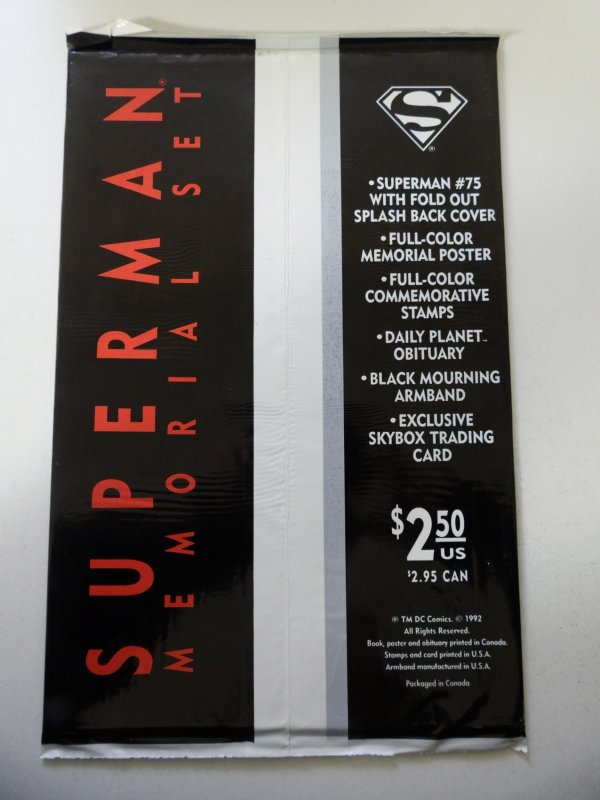 SUPERMAN®
MEMORIAL SET
S
®
• SUPERMAN #75
WITH FOLD OUT
SPLASH BACK COVER
• FULL-COLOR
MEMORIAL POSTER
• FULL-COLOR
COMMEMORATIVE
STAMPS
• DAILY PLANET™
OBITUARY
• BLACK MOURNING
ARMBAND
• EXCLUSIVE
SKYBOX TRADING
CARD
$2.50
US
$2.95 CAN
® TM DC Comics. © 1992
All Rights Reserved.
Book, poster and obituary printed in Canada.
Stamps and card printed in U.S.A.
Armband manufactured in U.S.A.
Packaged in Canada